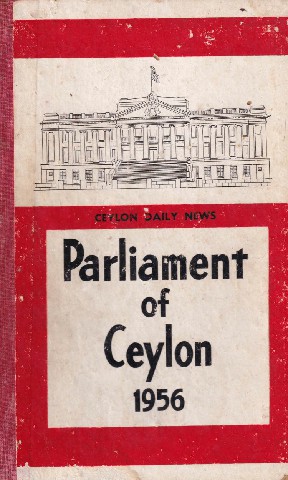 CEYLON DAILY NEWS
Parliament
of
Ceylon
1956